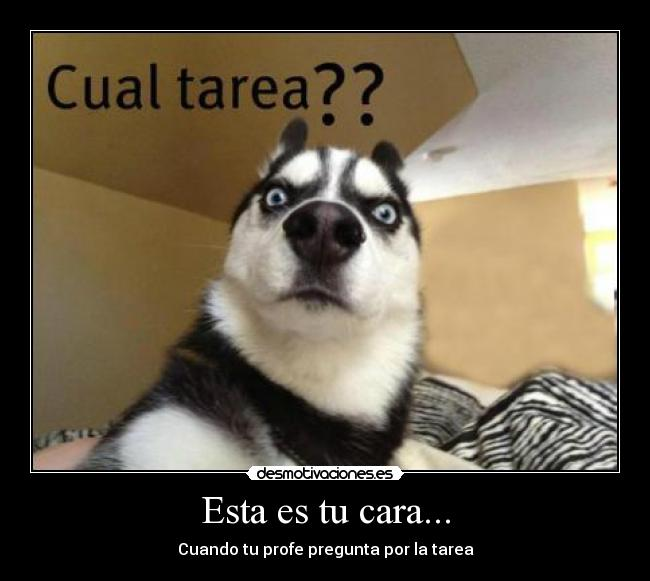 Cual tarea??
desmotivaciones.es
Esta es tu cara...
Cuando tu profe pregunta por la tarea